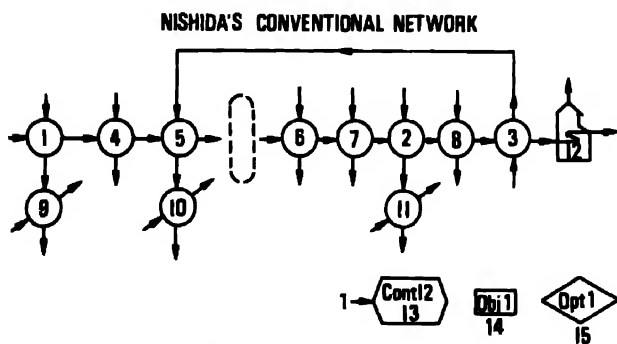 NISHIDA'S CONVENTIONAL NETWORK
1 4 5 6 7 2 8 3 12
9 10 11
1 Cont12 Obj1 Opt1
13 14 15